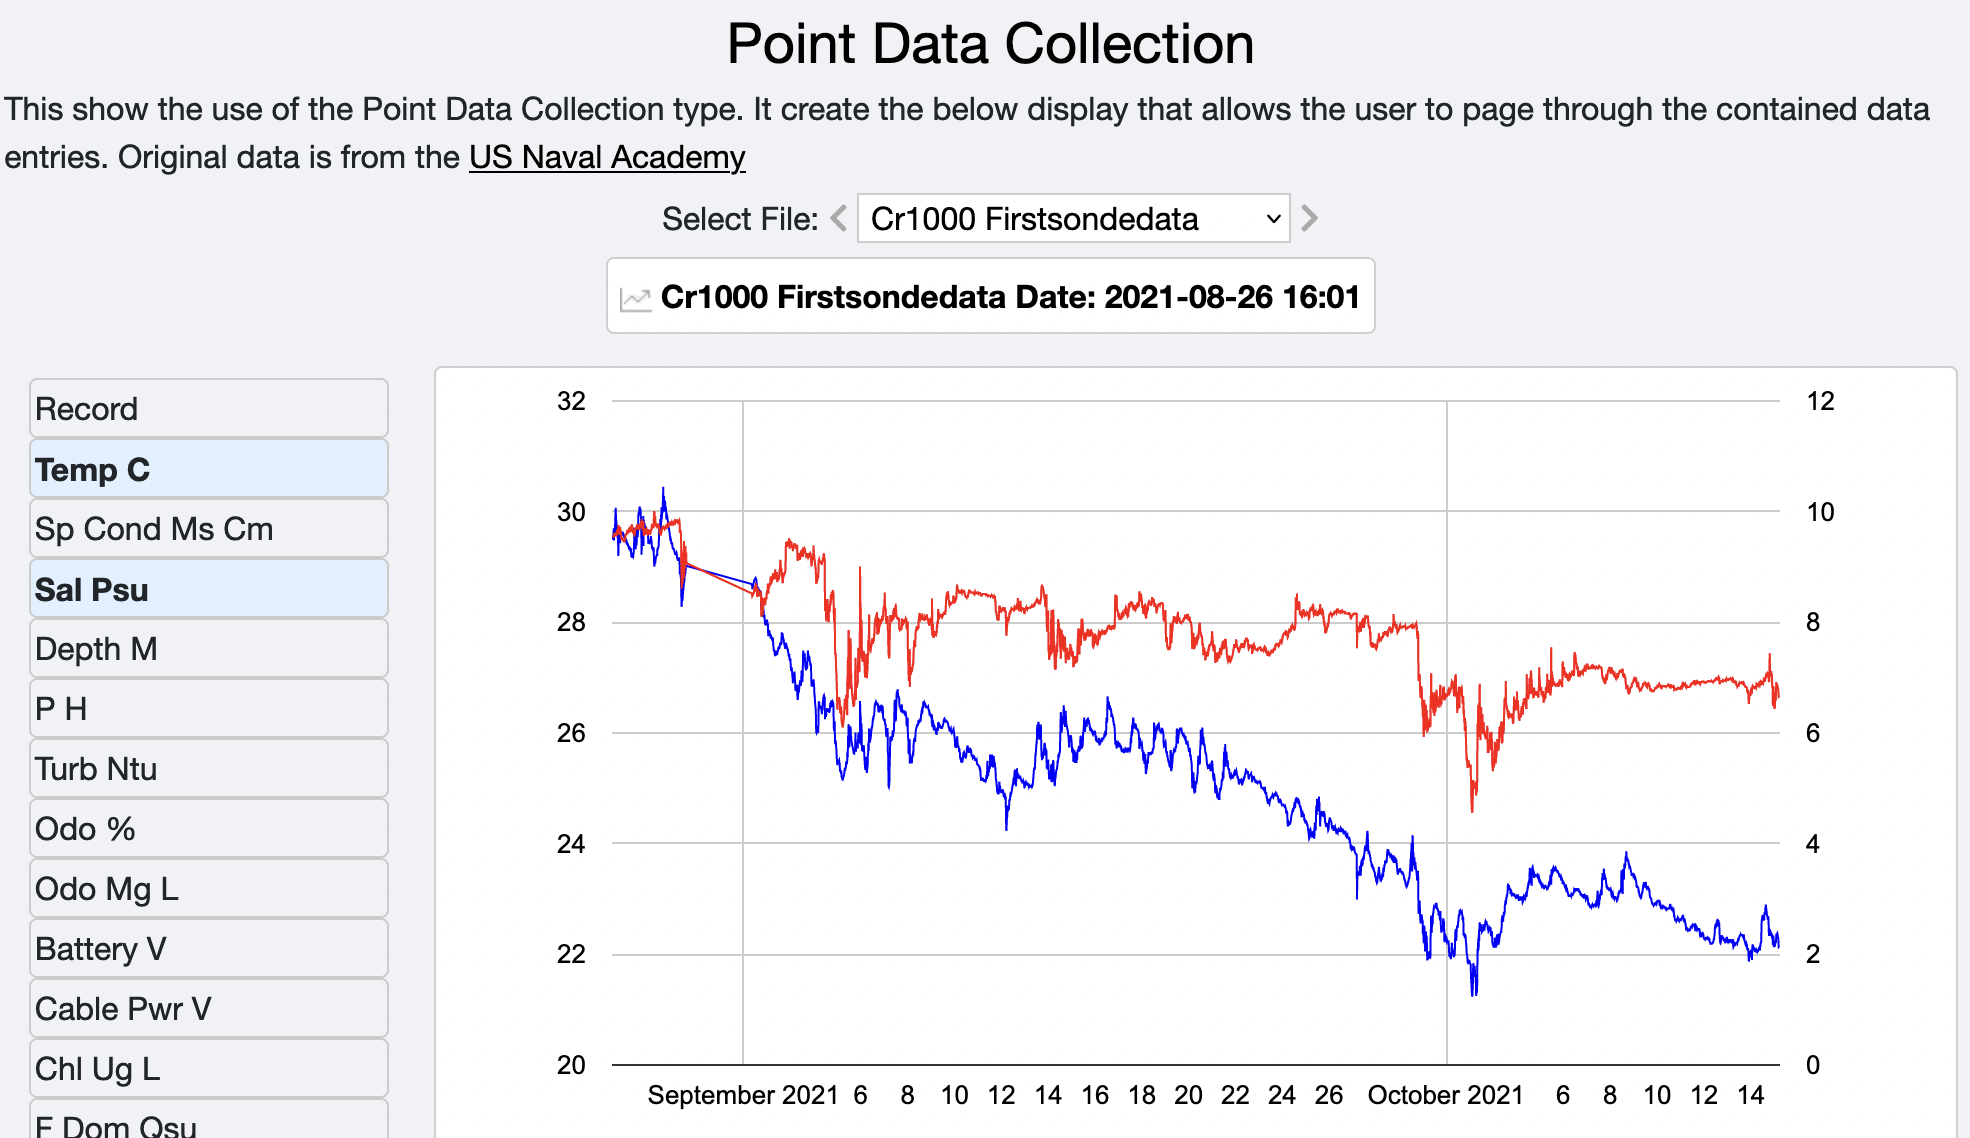 Point Data Collection
This show the use of the Point Data Collection type. It create the below display that allows the user to page through the contained data
entries. Original data is from the US Naval Academy
Select File: Cr1000 Firstsondedata
Cr1000 Firstsondedata Date: 2021-08-26 16:01
Record
Temp C
Sp Cond Ms Cm
Sal Psu
Depth M
P H
Turb Ntu
Odo %
Odo Mg L
Battery V
Cable Pwr V
Chl Ug L
F Dom Qsu
32 12
30 10
28 8
26 6
24 4
22 2
20 0
September 2021 6 8 10 12 14 16 18 20 22 24 26 October 2021 6 8 10 12 14